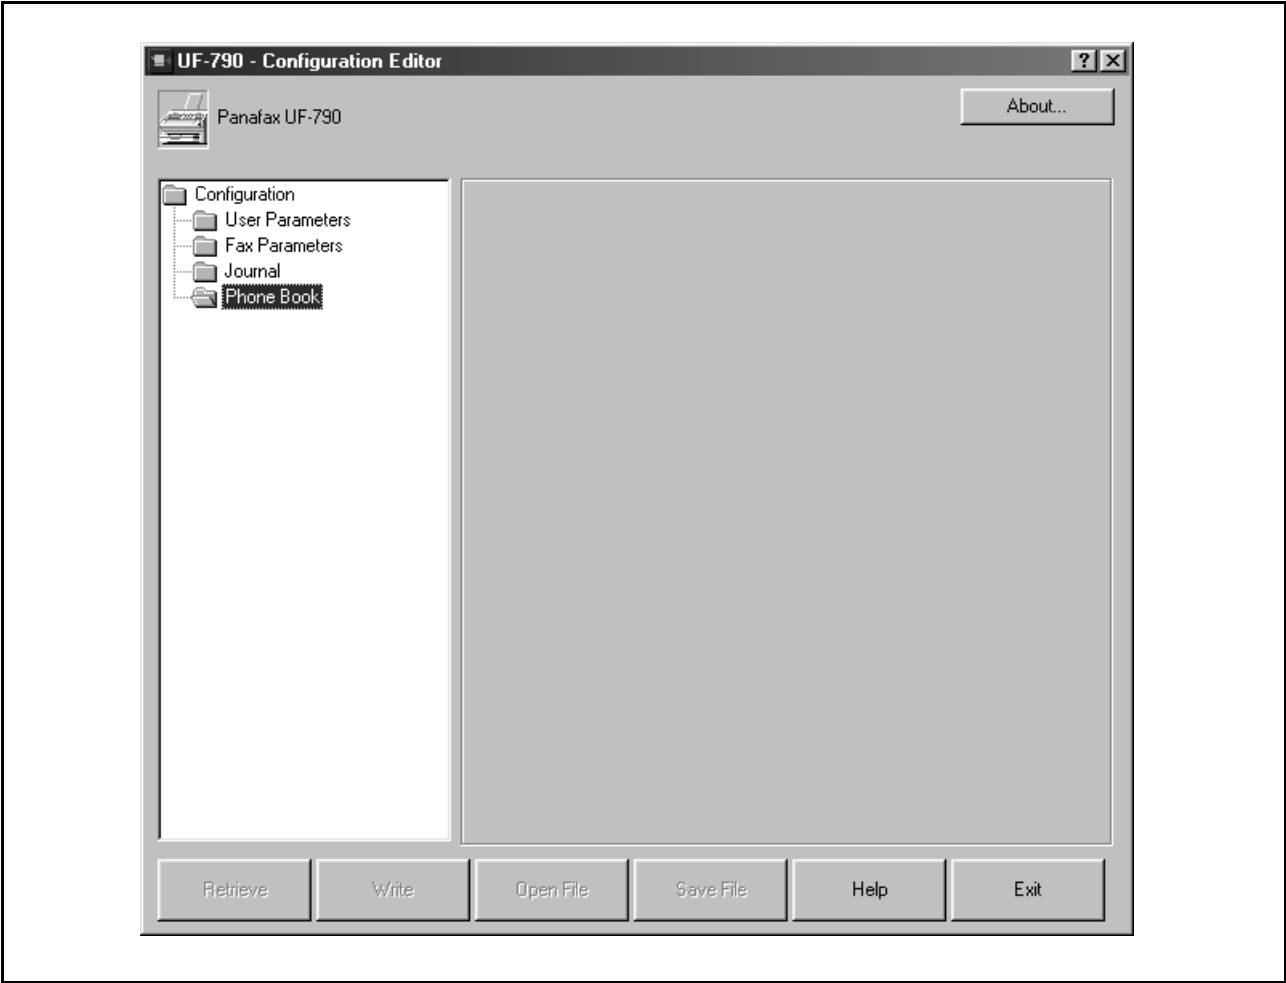 UF-790 - Configuration Editor
Panafax UF-790
About...
Configuration
User Parameters
Fax Parameters
Journal
Phone Book
Retrieve
Write
Open File
Save File
Help
Exit